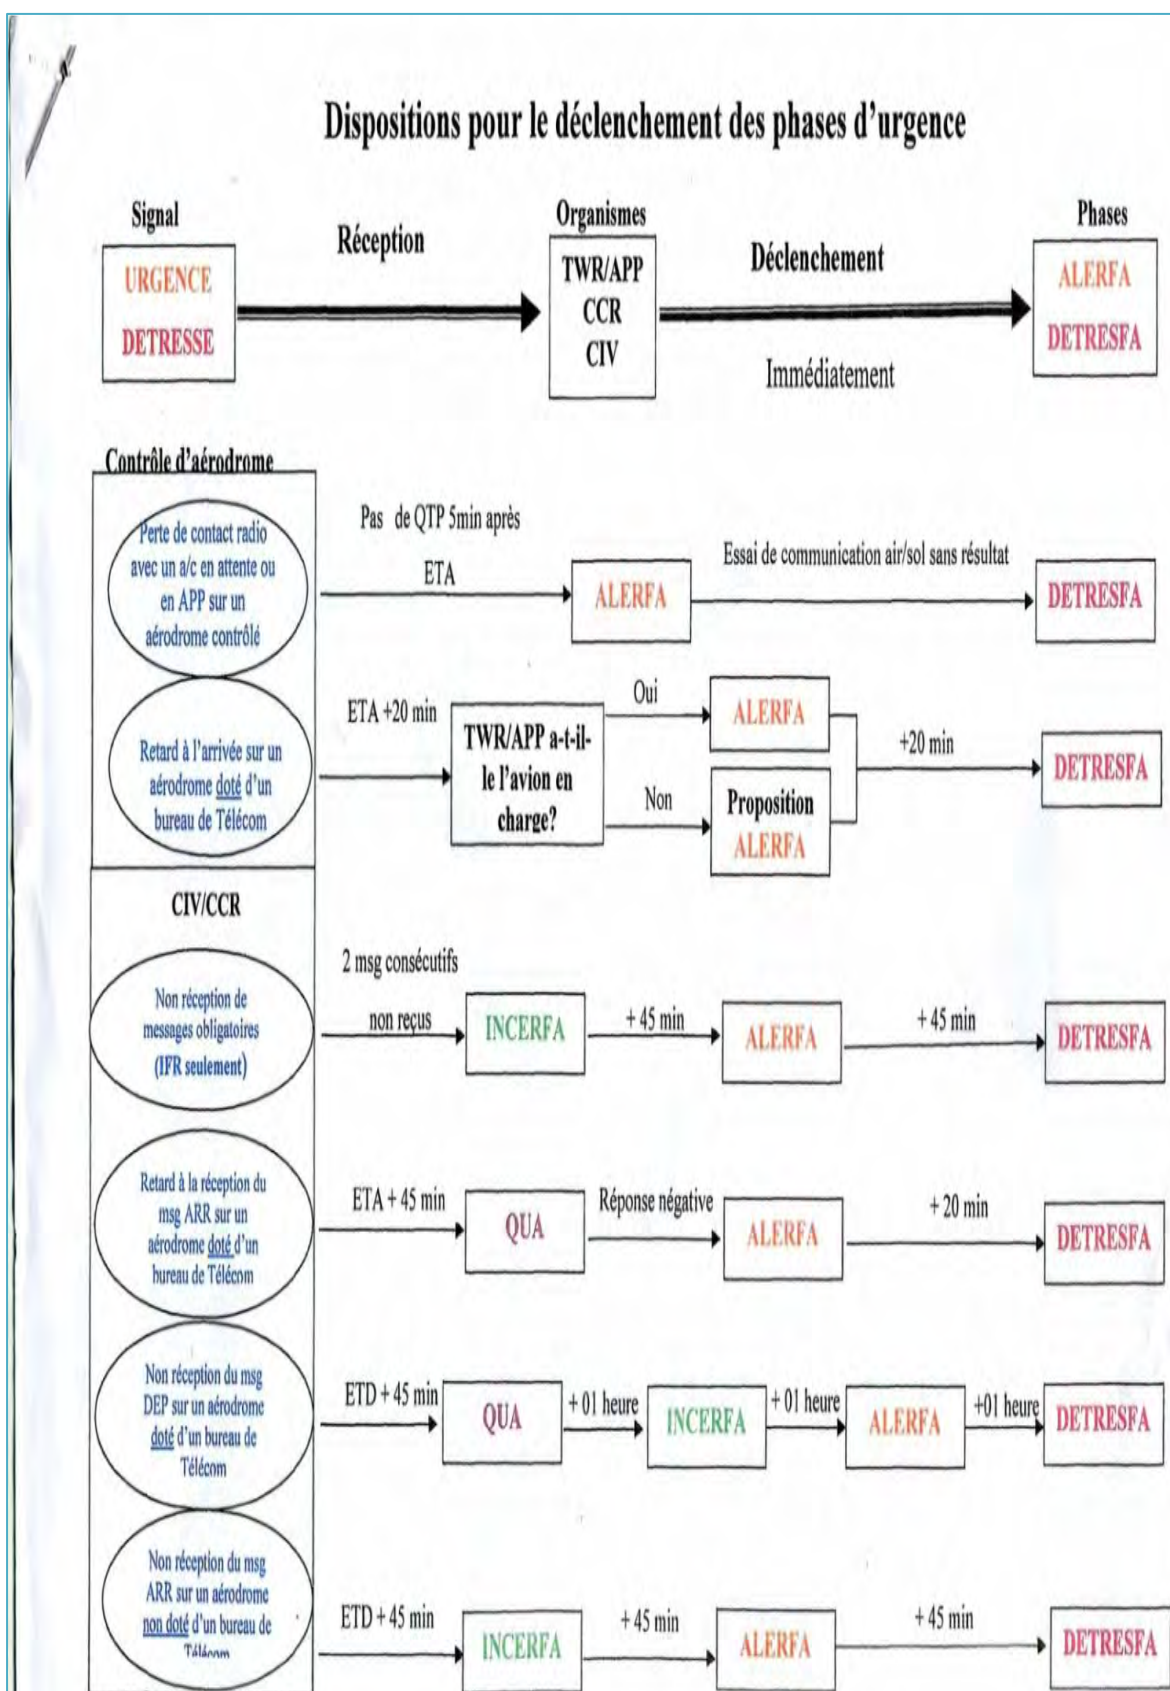 Dispositions pour le déclenchement des phases d'urgence
Signal
Réception
Organismes
Déclenchement
Phases
URGENCE
DETRESSE
TWR/APP
CCR
CIV
Immédiatement
ALERFA
DETRESFA
Contrôle d'aérodrome
Perte de contact radio
avec un a/c en attente ou
en APP sur un
aérodrome contrôlé
Pas de QTP 5min après
ETA
ALERFA
Essai de communication air/sol sans résultat
DETRESFA
Retard à l'arrivée sur un
aérodrome doté d'un
bureau de Télécom
ETA +20 min
TWR/APP a-t-il-
le l'avion en
charge?
Oui
ALERFA
Non
Proposition
ALERFA
+20 min
DETRESFA
CIV/CCR
Non réception de
messages obligatoires
(IFR seulement)
2 msg consécutifs
non reçus
INCERFA
+ 45 min
ALERFA
+ 45 min
DETRESFA
Retard à la réception du
msg ARR sur un
aérodrome doté d'un
bureau de Télécom
ETA + 45 min
QUA
Réponse négative
ALERFA
+ 20 min
DETRESFA
Non réception du msg
DEP sur un aérodrome
doté d'un bureau de
Télécom
ETD + 45 min
QUA
+ 01 heure
INCERFA
+ 01 heure
ALERFA
+01 heure
DETRESFA
Non réception du msg
ARR sur un aérodrome
non doté d'un bureau de
Télécom
ETD + 45 min
INCERFA
+ 45 min
ALERFA
+ 45 min
DETRESFA